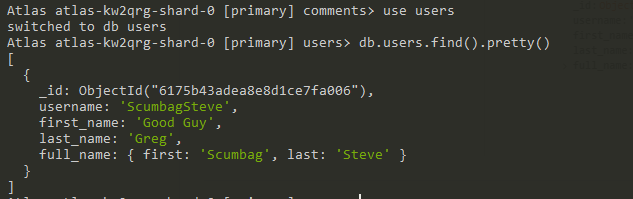 Atlas atlas-kw2qrg-shard-0 [primary] comments> use users
switched to db users
Atlas atlas-kw2qrg-shard-0 [primary] users> db.users.find().pretty()
[
  {
    _id: ObjectId("6175b43adea8e8d1ce7fa006"),
    username: 'ScumbagSteve',
    first_name: 'Good Guy',
    last_name: 'Greg',
    full_name: { first: 'Scumbag', last: 'Steve' }
  }
]